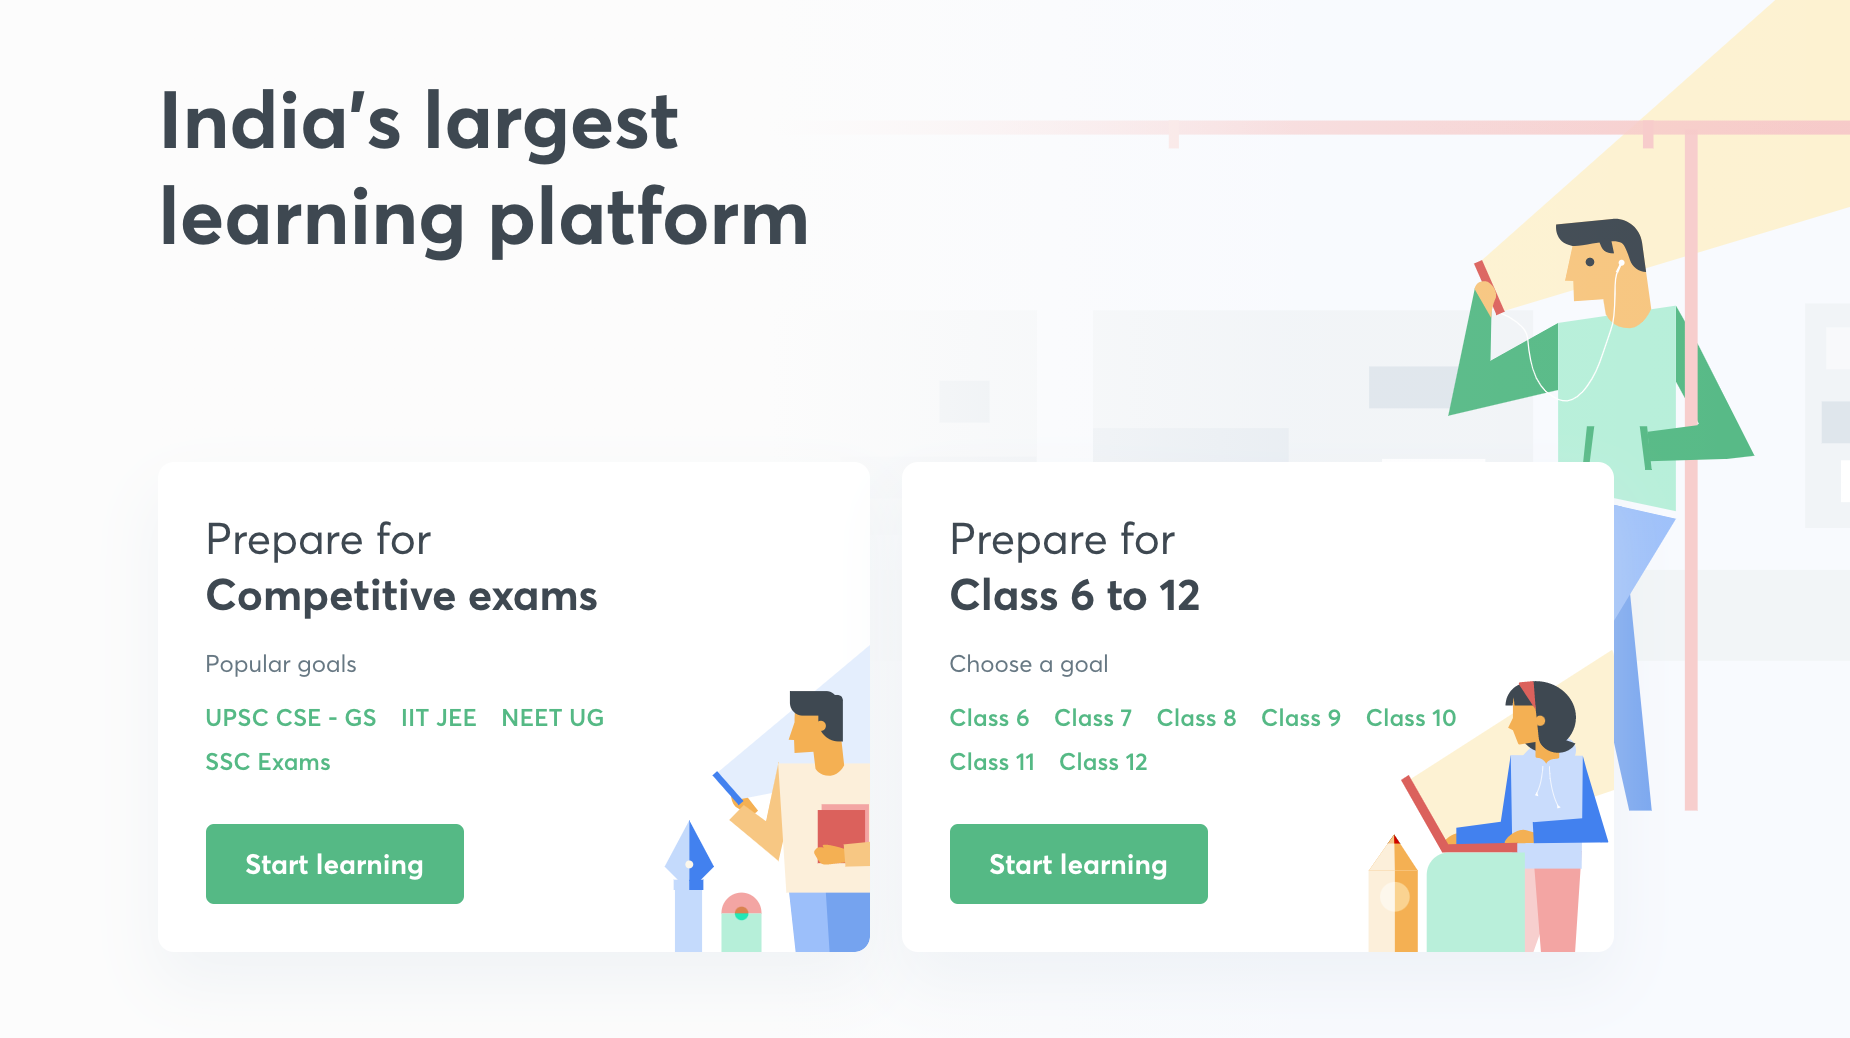 India's largest
learning platform
Prepare for
Competitive exams
Popular goals
UPSC CSE - GS IIT JEE NEET UG
SSC Exams
Start learning
Prepare for
Class 6 to 12
Choose a goal
Class 6 Class 7 Class 8 Class 9 Class 10
Class 11 Class 12
Start learning